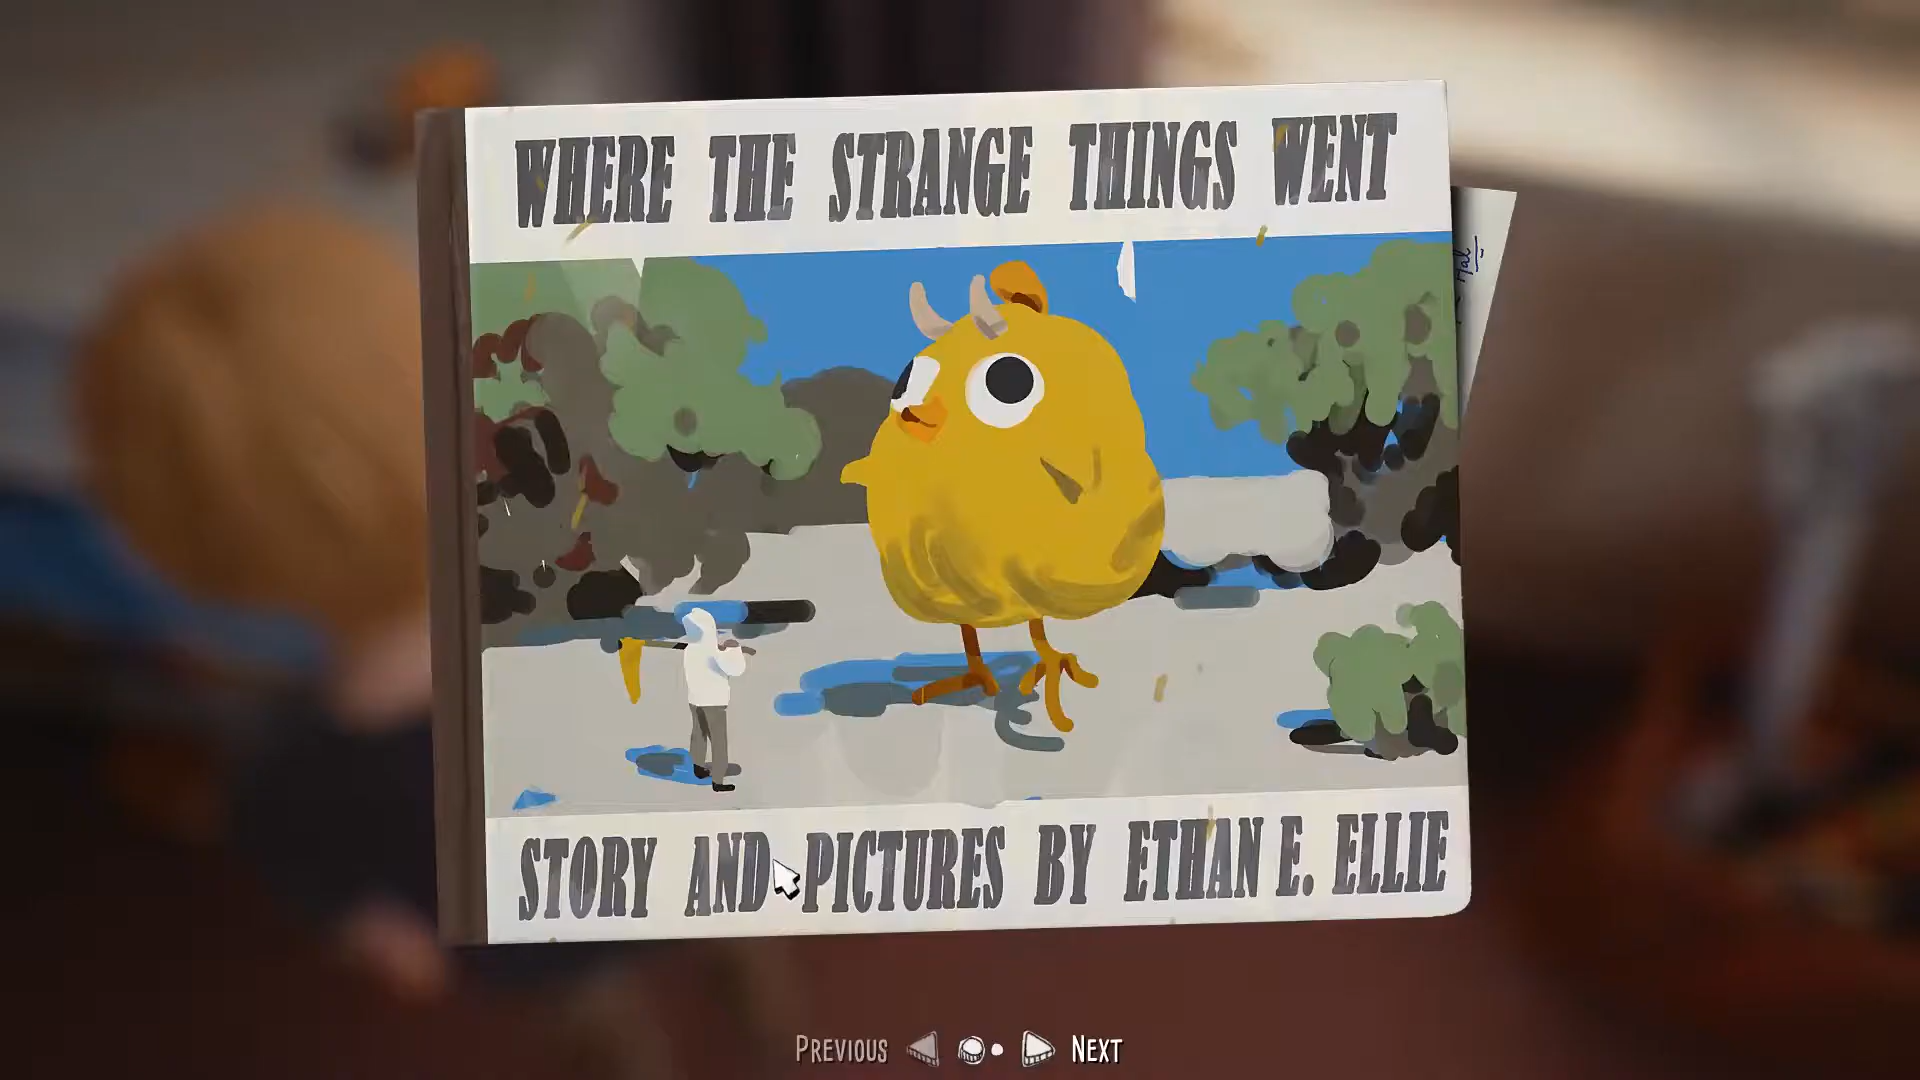 WHERE THE STRANGE THINGS WENT
STORY AND PICTURES BY ETHAN E. ELLIE
PREVIOUS
NEXT